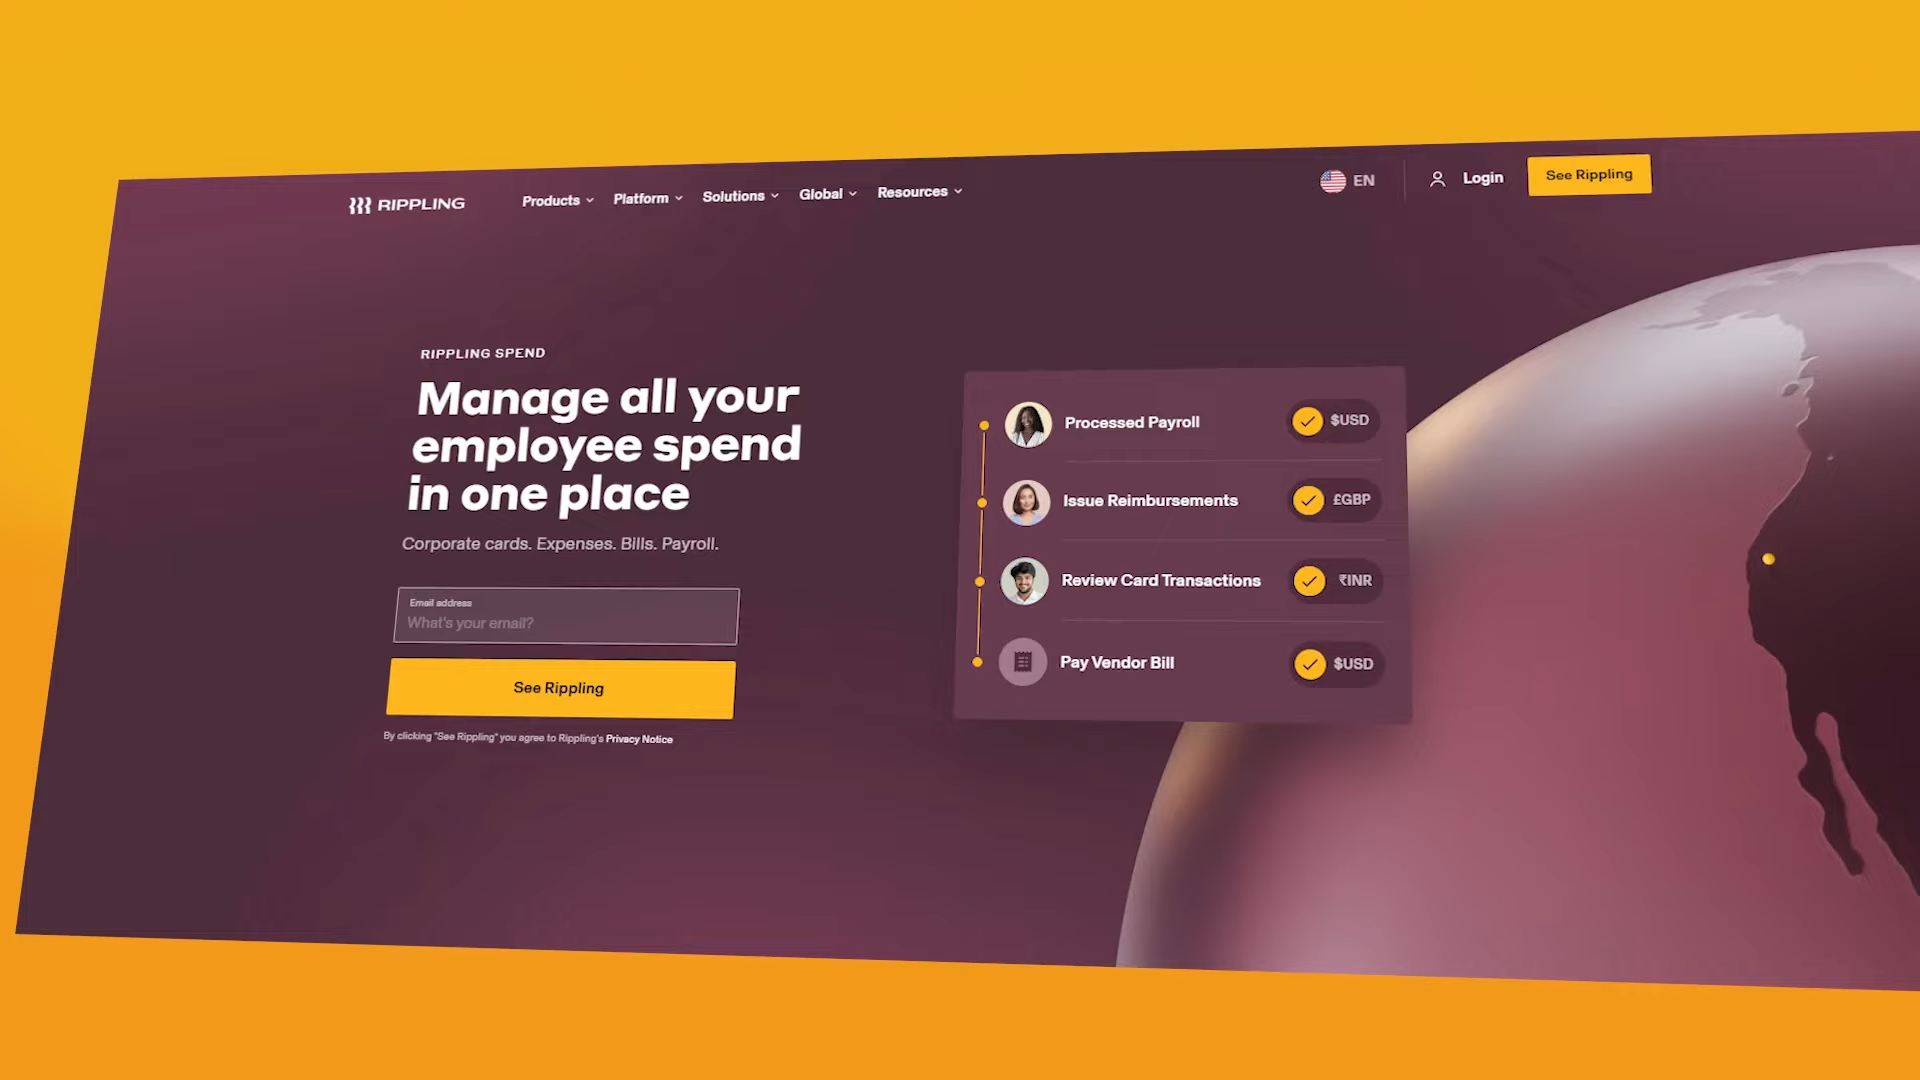 RIPPLING
Products
Platform
Solutions
Global
Resources
EN
Login
See Rippling
RIPPLING SPEND
Manage all your
employee spend
in one place
Corporate cards. Expenses. Bills. Payroll.
Email address
What's your email?
See Rippling
By clicking "See Rippling" you agree to Rippling's Privacy Notice
Processed Payroll
$USD
Issue Reimbursements
£GBP
Review Card Transactions
₹INR
Pay Vendor Bill
$USD